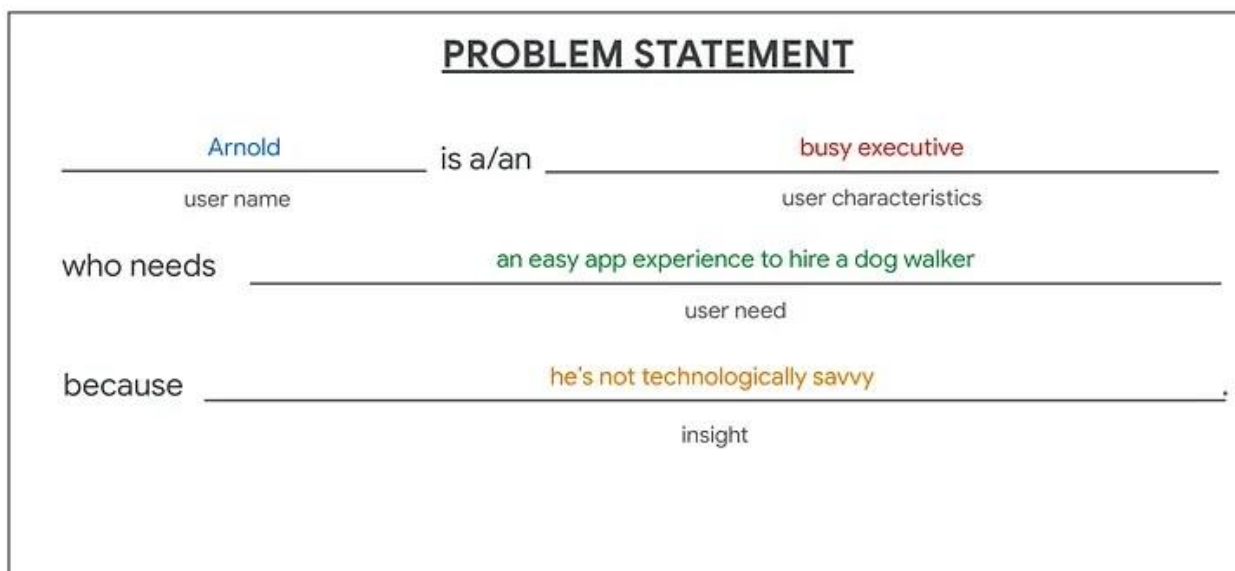 PROBLEM STATEMENT
Arnold is a/an busy executive
user name user characteristics
who needs an easy app experience to hire a dog walker
user need
because he's not technologically savvy .
insight